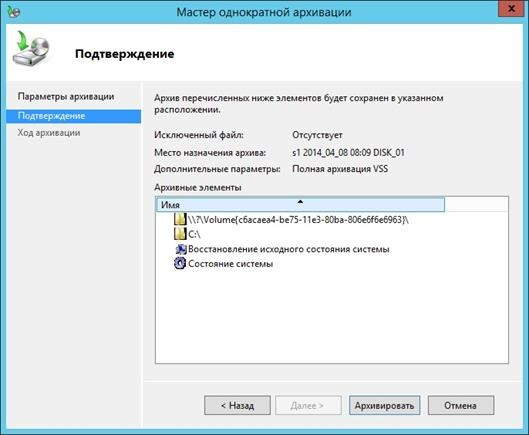 Мастер однократной архивации
x
Подтверждение
Параметры архивации
Подтверждение
Ход архивации
Архив перечисленных ниже элементов будет сохранен в указанном
расположении.
Исключенный файл: Отсутствует
Место назначения архива: s1 2014_04_08 08:09 DISK_01
Дополнительные параметры: Полная архивация VSS
Архивные элементы
Имя
\\?\Volume{c6acaea4-be75-11e3-80ba-806e6f6e6963}\
C:\
Восстановление исходного состояния системы
Состояние системы
< Назад
Далее >
Архивировать
Отмена